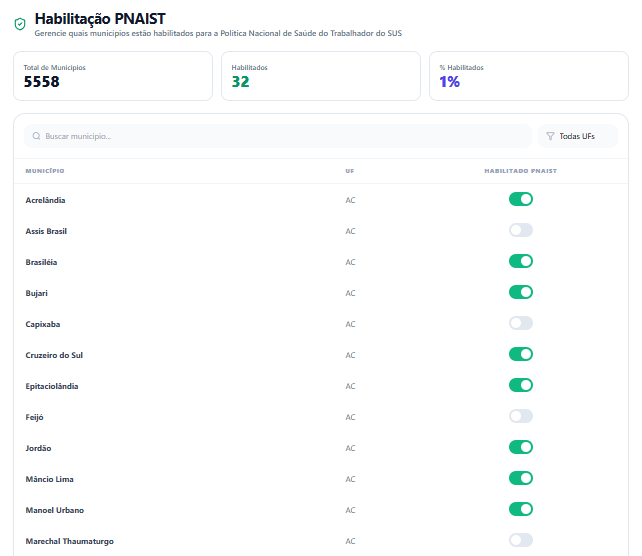 Habilitação PNAIST
Gerencie quais municípios estão habilitados para a Política Nacional de Saúde do Trabalhador do SUS
Total de Municípios
5558
Habilitados
32
% Habilitados
1%
Buscar município...
Todas UFs
MUNICÍPIO UF HABILITADO PNAIST
Acrelândia AC
Assis Brasil AC
Brasiléia AC
Bujari AC
Capixaba AC
Cruzeiro do Sul AC
Epitaciolândia AC
Feijó AC
Jordão AC
Mâncio Lima AC
Manoel Urbano AC
Marechal Thaumaturgo AC